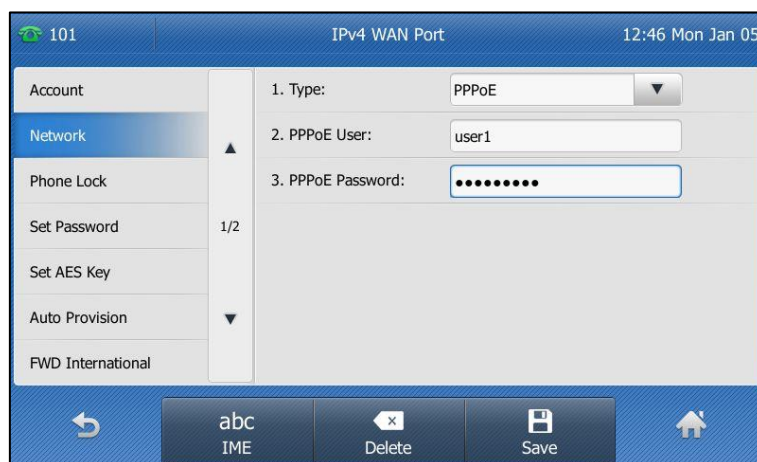 101 IPv4 WAN Port 12:46 Mon Jan 05
Account
Network
Phone Lock
Set Password
Set AES Key
Auto Provision
FWD International
1/2
1. Type: PPPoE
2. PPPoE User: user1
3. PPPoE Password: •••••••••
abc
IME
Delete
Save